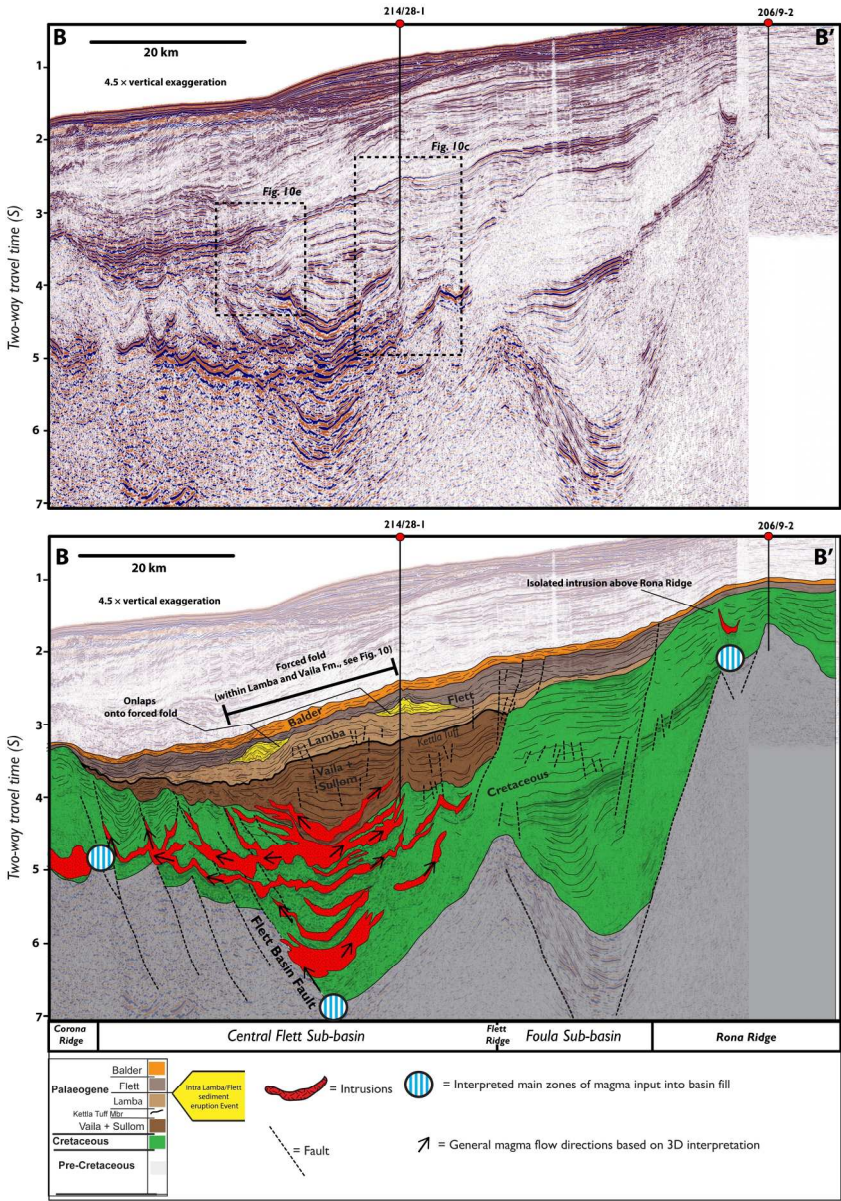 214/28-1
206/9-2
B
B'
20 km
4.5 × vertical exaggeration
Fig. 10c
Fig. 10e
1
2
3
4
5
6
7
Two-way travel time (S)
214/28-1
206/9-2
B
B'
20 km
4.5 × vertical exaggeration
Isolated intrusion above Rona Ridge
Forced fold
(within Lamba and Vaila Fm., see Fig. 10)
Onlaps
onto forced fold
Balder
Flett
Lamba
Kettla Tuff
Vaila +
Sullom
Cretaceous
Flett Basin Fault
1
2
3
4
5
6
7
Two-way travel time (S)
Corona
Ridge
Central Flett Sub-basin
Flett
Ridge
Foula Sub-basin
Rona Ridge
Balder
Palaeogene
Flett
Lamba
Kettla Tuff Mbr
Vaila + Sullom
Cretaceous
Pre-Cretaceous
Intra Lamba/Flett
sediment
eruption Event
= Intrusions
= Interpreted main zones of magma input into basin fill
= Fault
= General magma flow directions based on 3D interpretation